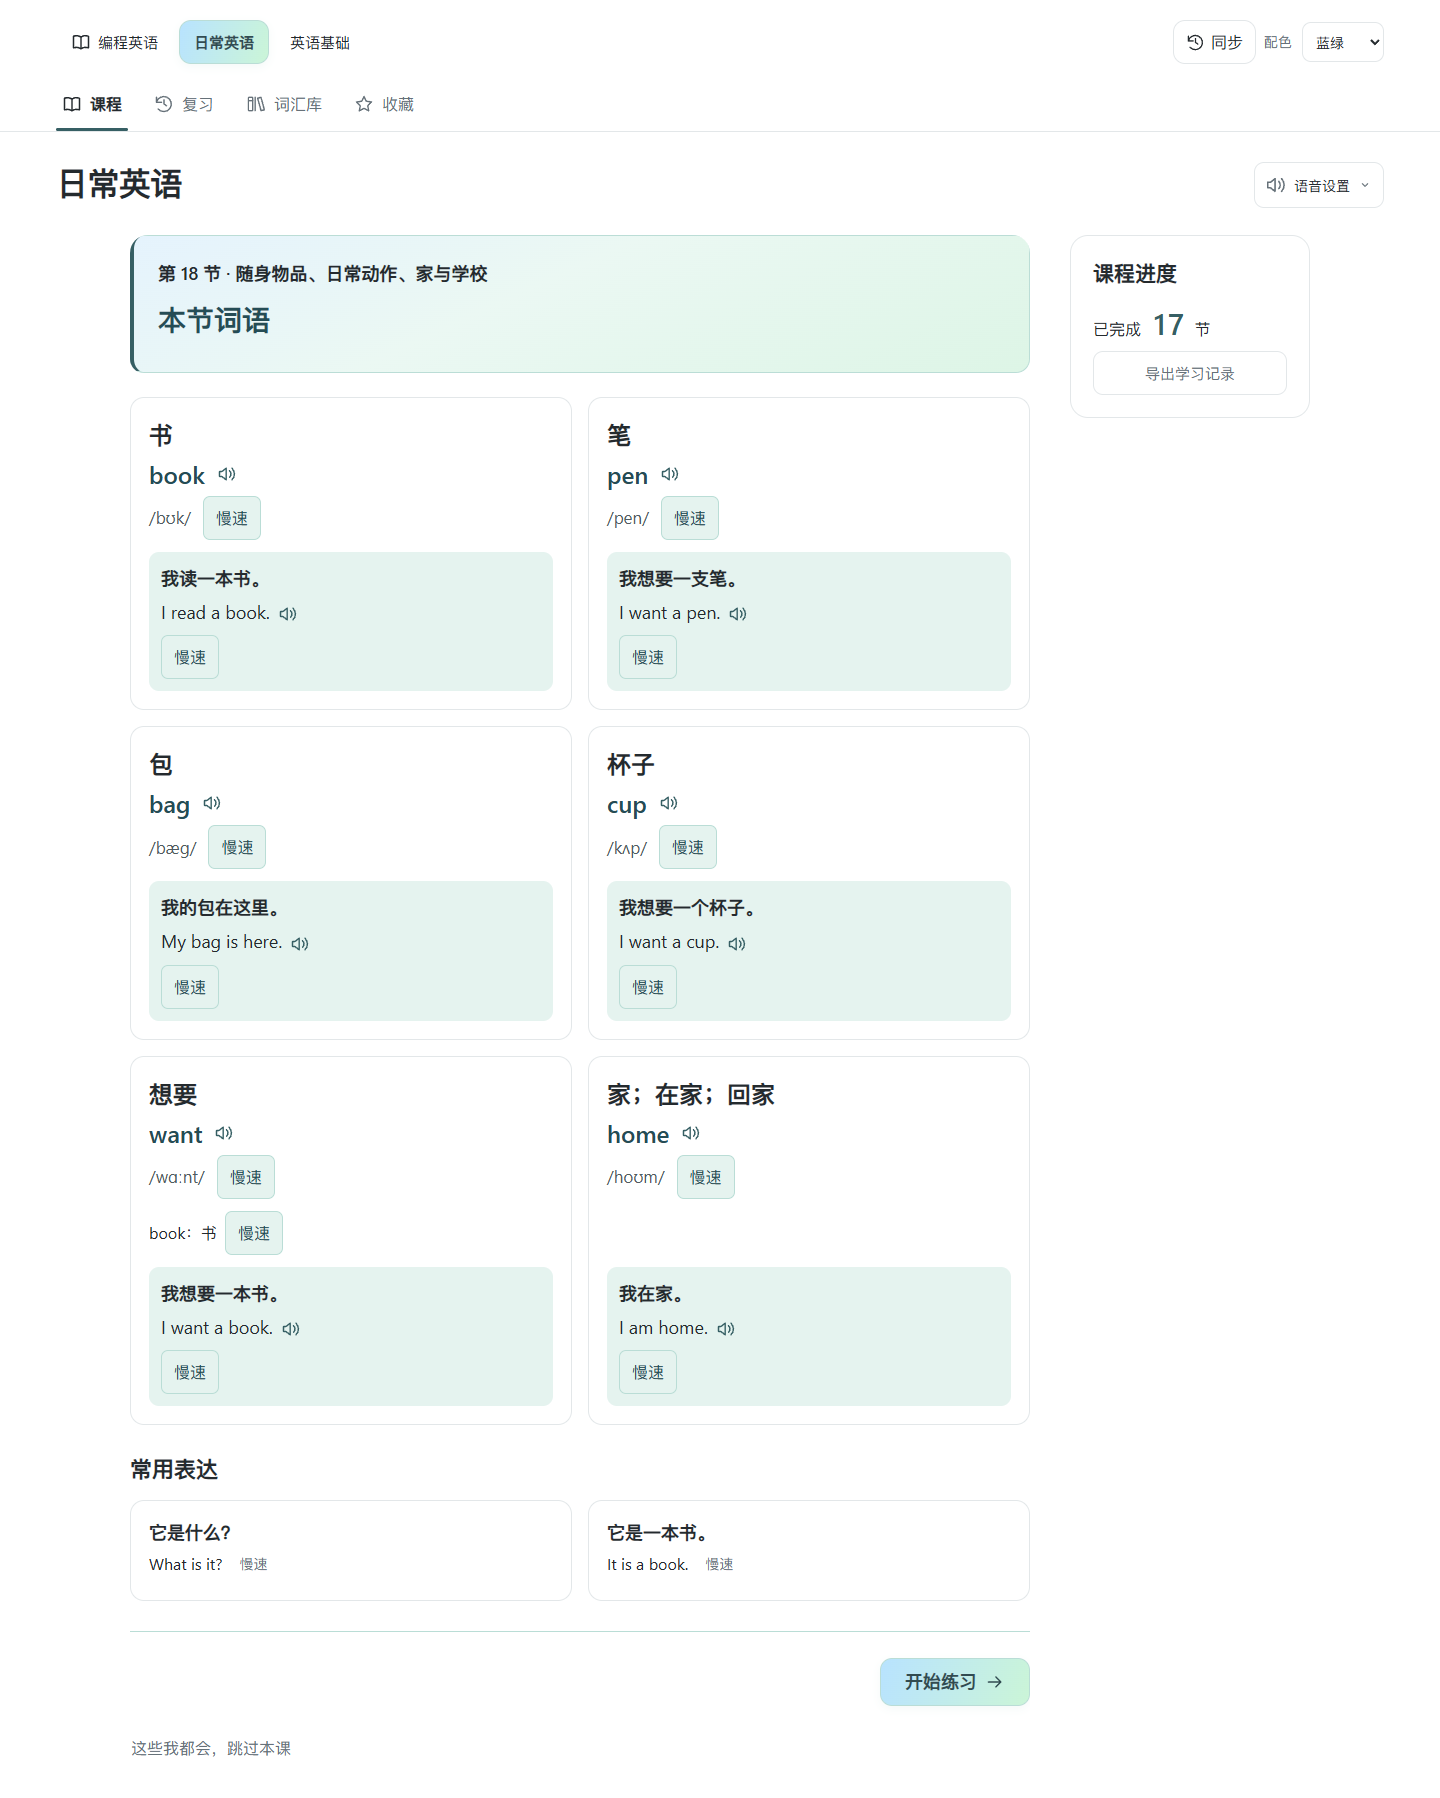 编程英语
日常英语
英语基础
同步
配色
蓝绿
课程
复习
词汇库
收藏
日常英语
语音设置
第 18 节 · 随身物品、日常动作、家与学校
本节词语
课程进度
已完成 17 节
导出学习记录
书
book
/bʊk/ 慢速
我读一本书。
I read a book.
慢速
笔
pen
/pen/ 慢速
我想要一支笔。
I want a pen.
慢速
包
bag
/bæg/ 慢速
我的包在这里。
My bag is here.
慢速
杯子
cup
/kʌp/ 慢速
我想要一个杯子。
I want a cup.
慢速
想要
want
/wɑːnt/ 慢速
book：书 慢速
我想要一本书。
I want a book.
慢速
家；在家；回家
home
/hoʊm/ 慢速
我在家。
I am home.
慢速
常用表达
它是什么？
What is it? 慢速
它是一本书。
It is a book. 慢速
开始练习
这些我都会，跳过本课